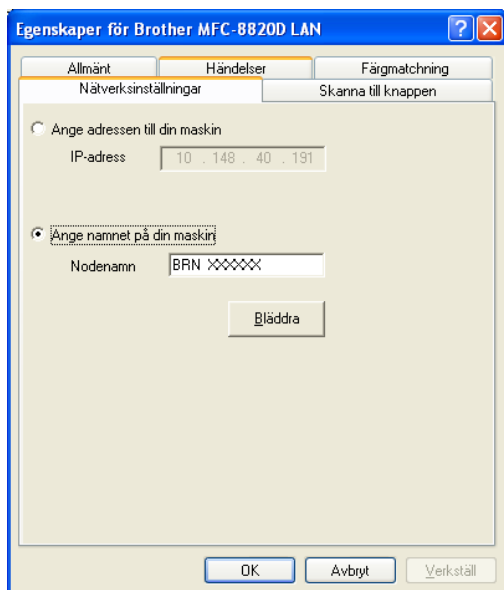 Egenskaper för Brother MFC-8820D LAN
Allmänt Händelser Färgmatchning
Nätverksinställningar Skanna till knappen
Ange adressen till din maskin
IP-adress 10 . 148 . 40 . 191
Ange namnet på din maskin
Nodenamn BRN XXXXXX
Bläddra
OK Avbryt Verkställ